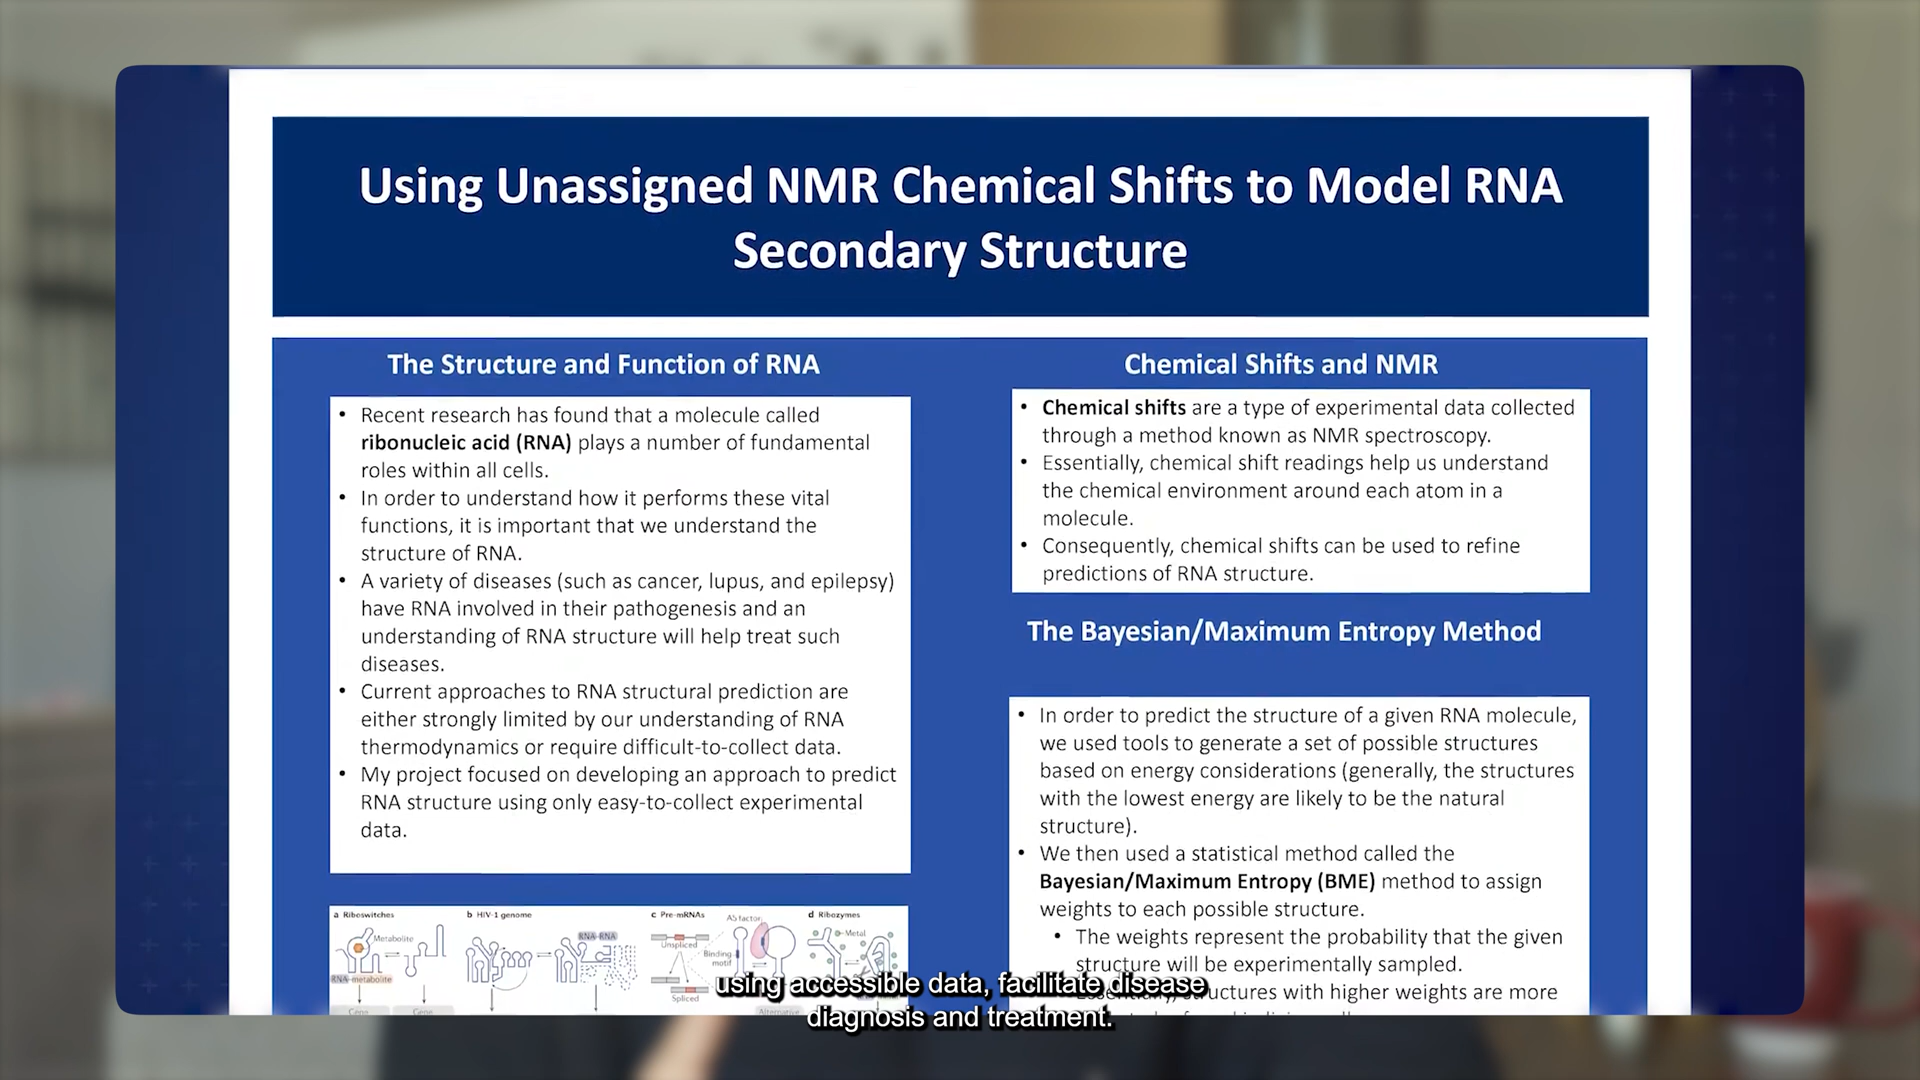 Using Unassigned NMR Chemical Shifts to Model RNA
Secondary Structure
The Structure and Function of RNA
• Recent research has found that a molecule called
ribonucleic acid (RNA) plays a number of fundamental
roles within all cells.
• In order to understand how it performs these vital
functions, it is important that we understand the
structure of RNA.
• A variety of diseases (such as cancer, lupus, and epilepsy)
have RNA involved in their pathogenesis and an
understanding of RNA structure will help treat such
diseases.
• Current approaches to RNA structural prediction are
either strongly limited by our understanding of RNA
thermodynamics or require difficult-to-collect data.
• My project focused on developing an approach to predict
RNA structure using only easy-to-collect experimental
data.
a Riboswitches
Metabolite
RNA-metabolite
Gene
Gene
b HIV-1 genome
RNA-RNA
c Pre-mRNAs
AS factor
Unspliced
Binding
motif
Spliced
Alternative
d Ribozymes
Metal
Chemical Shifts and NMR
• Chemical shifts are a type of experimental data collected
through a method known as NMR spectroscopy.
• Essentially, chemical shift readings help us understand
the chemical environment around each atom in a
molecule.
• Consequently, chemical shifts can be used to refine
predictions of RNA structure.
The Bayesian/Maximum Entropy Method
• In order to predict the structure of a given RNA molecule,
we used tools to generate a set of possible structures
based on energy considerations (generally, the structures
with the lowest energy are likely to be the natural
structure).
• We then used a statistical method called the
Bayesian/Maximum Entropy (BME) method to assign
weights to each possible structure.
• The weights represent the probability that the given
structure will be experimentally sampled.
Essentially, structures with higher weights are more
using accessible data, facilitate disease
diagnosis and treatment.